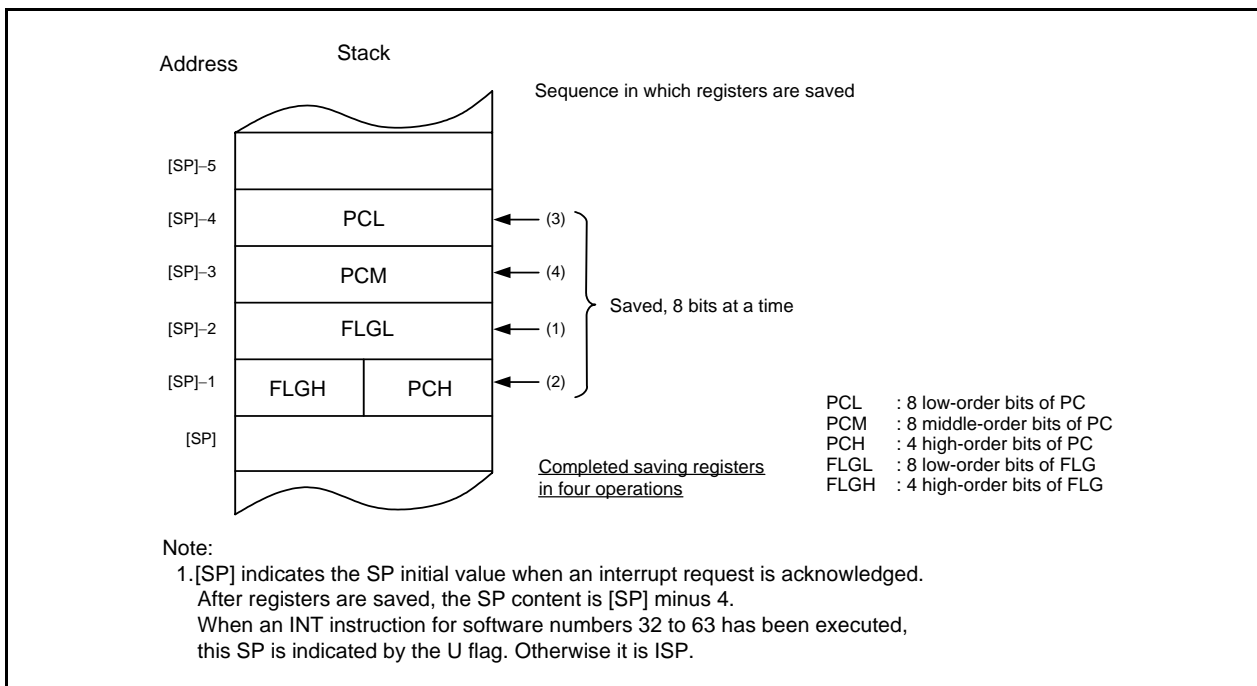 Address
Stack
Sequence in which registers are saved
[SP]−5
[SP]−4 PCL (3)
[SP]−3 PCM (4)
Saved, 8 bits at a time
[SP]−2 FLGL (1)
[SP]−1 FLGH PCH (2)
[SP]
Completed saving registers
in four operations
PCL : 8 low-order bits of PC
PCM : 8 middle-order bits of PC
PCH : 4 high-order bits of PC
FLGL : 8 low-order bits of FLG
FLGH : 4 high-order bits of FLG
Note:
1.[SP] indicates the SP initial value when an interrupt request is acknowledged.
After registers are saved, the SP content is [SP] minus 4.
When an INT instruction for software numbers 32 to 63 has been executed,
this SP is indicated by the U flag. Otherwise it is ISP.